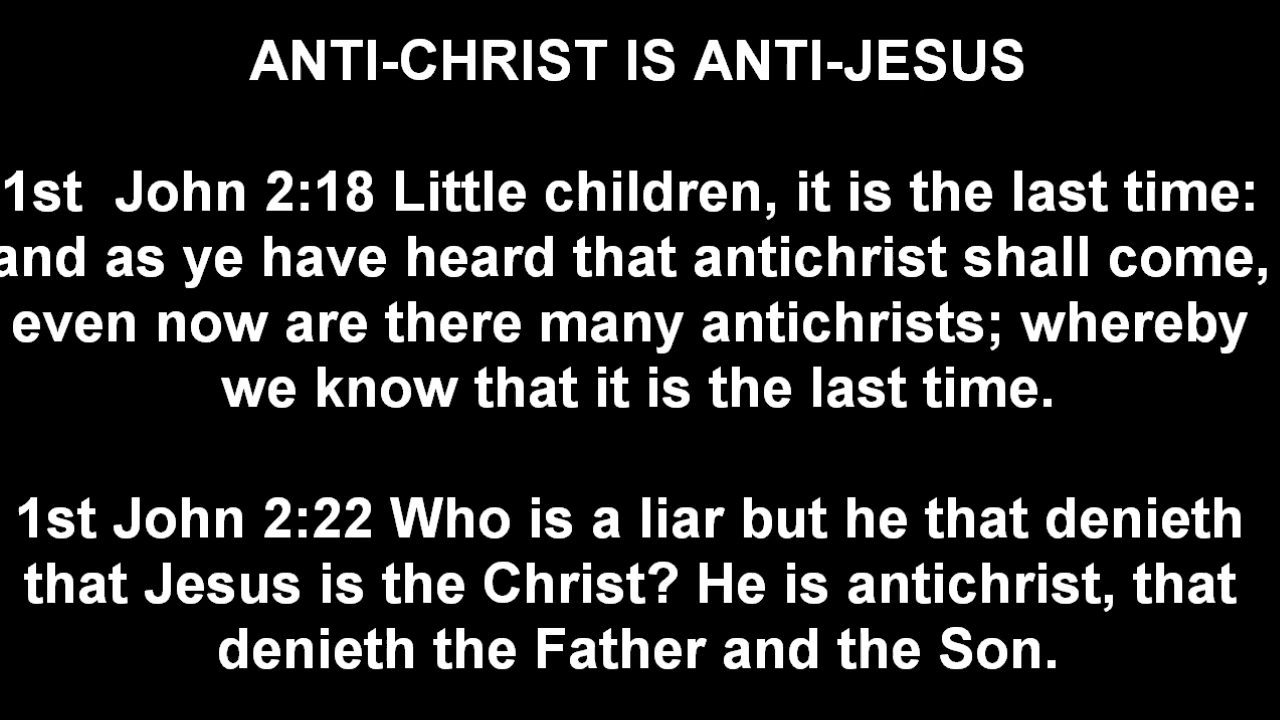 ANTI-CHRIST IS ANTI-JESUS
1st  John 2:18 Little children, it is the last time:
and as ye have heard that antichrist shall come,
even now are there many antichrists; whereby
we know that it is the last time.
1st John 2:22 Who is a liar but he that denieth
that Jesus is the Christ? He is antichrist, that
denieth the Father and the Son.